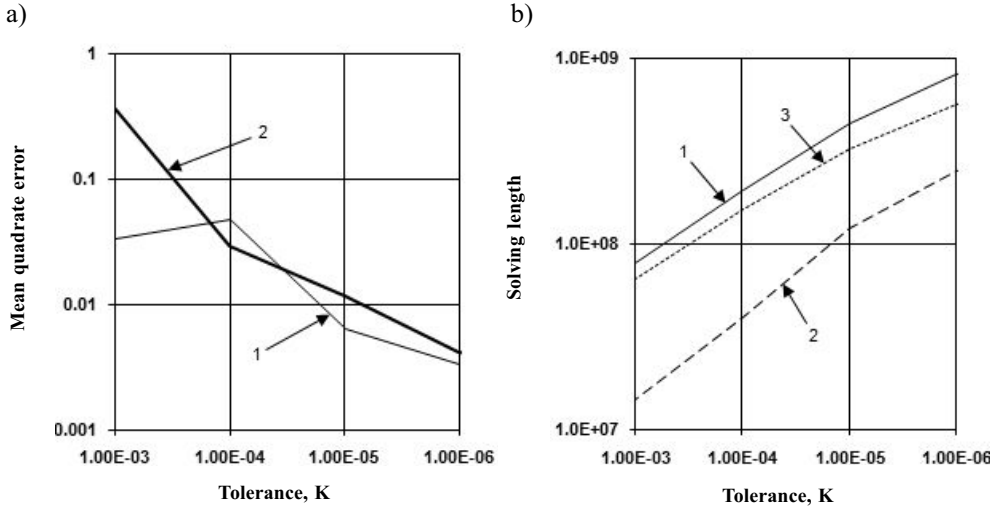 a)
b)
1
0.1
0.01
0.001
2
1
Mean quadrate error
1.00E-03 1.00E-04 1.00E-05 1.00E-06
Tolerance, K
1.0E+09
1.0E+08
1.0E+07
3
1
2
Solving length
1.00E-03 1.00E-04 1.00E-05 1.00E-06
Tolerance, K